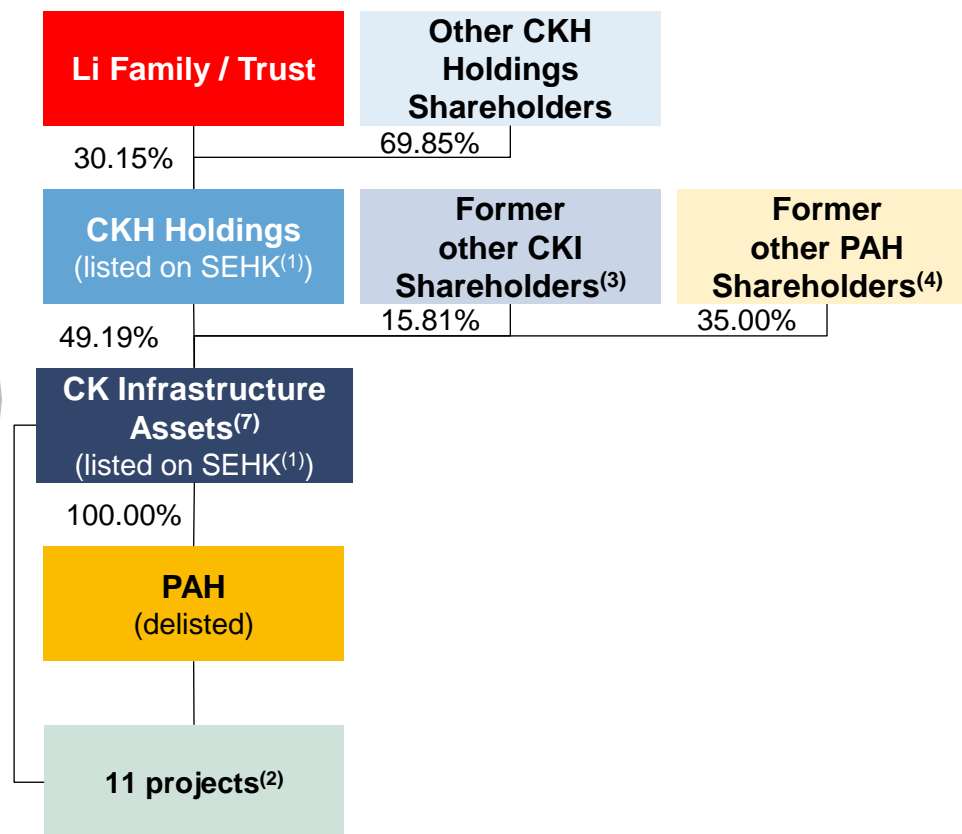 Li Family / Trust
Other CKH
Holdings
Shareholders
30.15%
69.85%
CKH Holdings
(listed on SEHK(1))
Former
other CKI
Shareholders(3)
Former
other PAH
Shareholders(4)
49.19%
15.81%
35.00%
CK Infrastructure
Assets(7)
(listed on SEHK(1))
100.00%
PAH
(delisted)
11 projects(2)